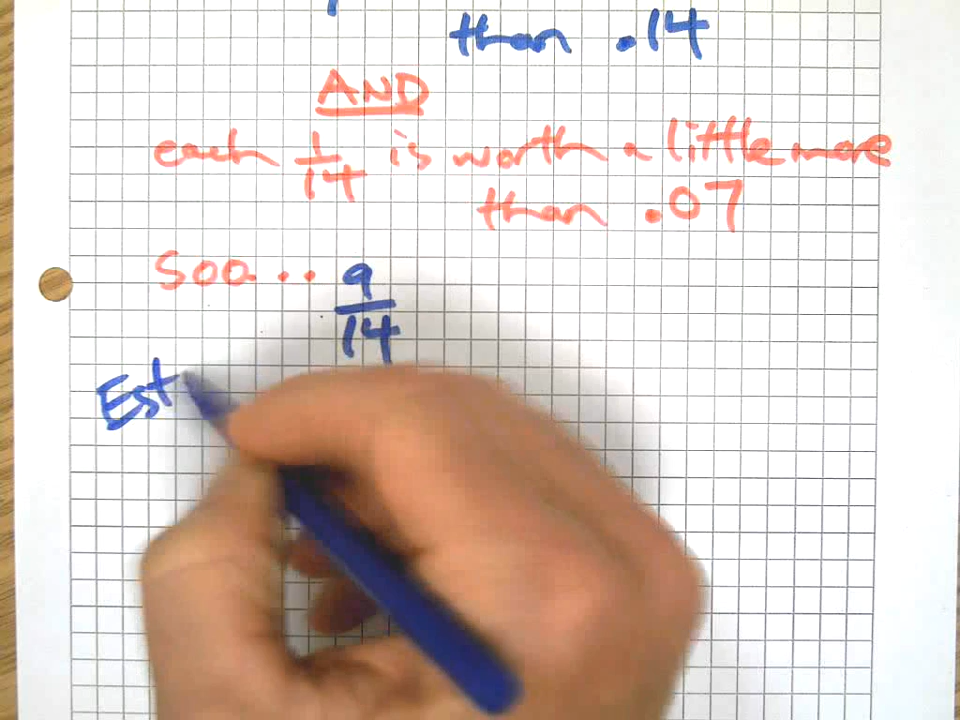 than .14
AND
each 1/14 is worth a little more
than .07
Soo... 9/14
Est